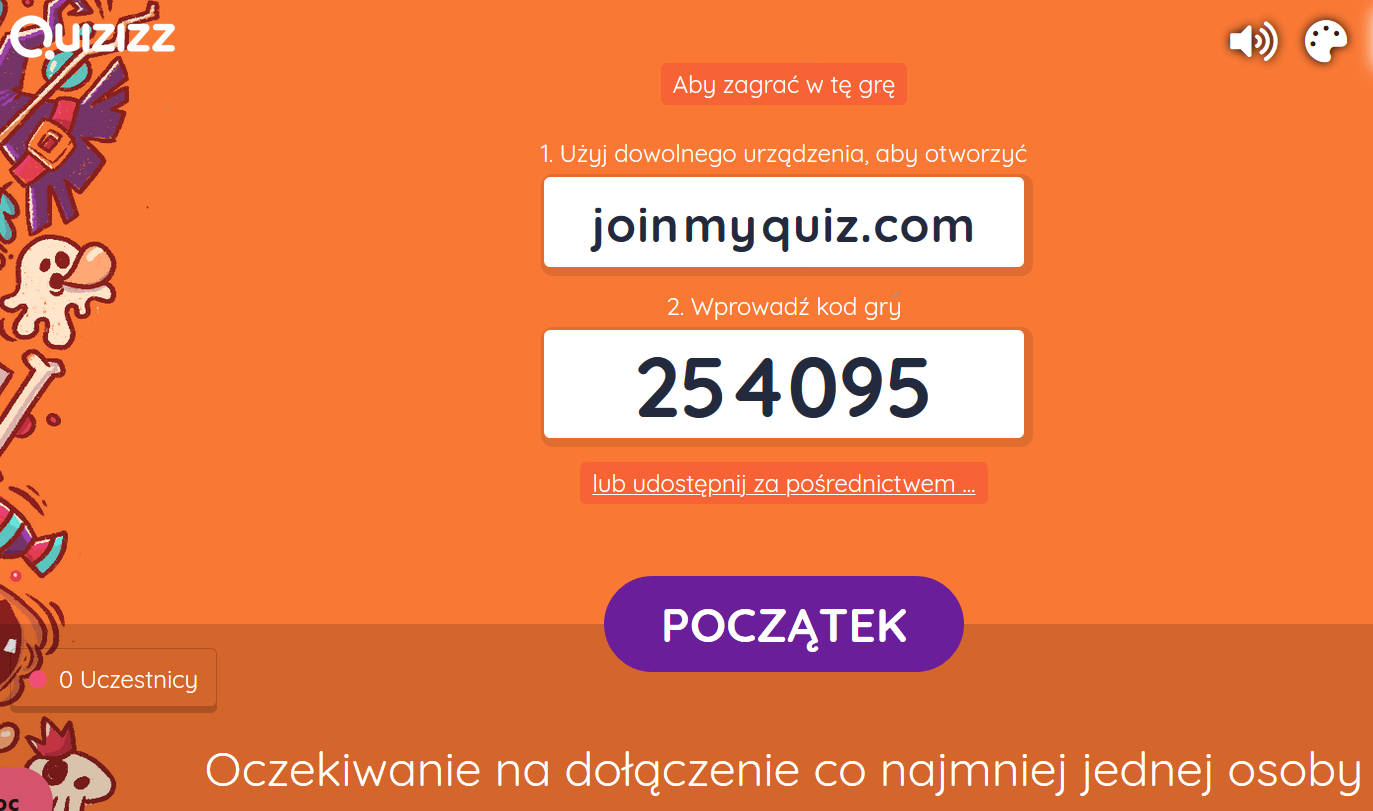 Quizizz
Aby zagrać w tę grę
1. Użyj dowolnego urządzenia, aby otworzyć
joinmyquiz.com
2. Wprowadź kod gry
254095
lub udostępnij za pośrednictwem ...
POCZĄTEK
0 Uczestnicy
Oczekiwanie na dołączenie co najmniej jednej osoby